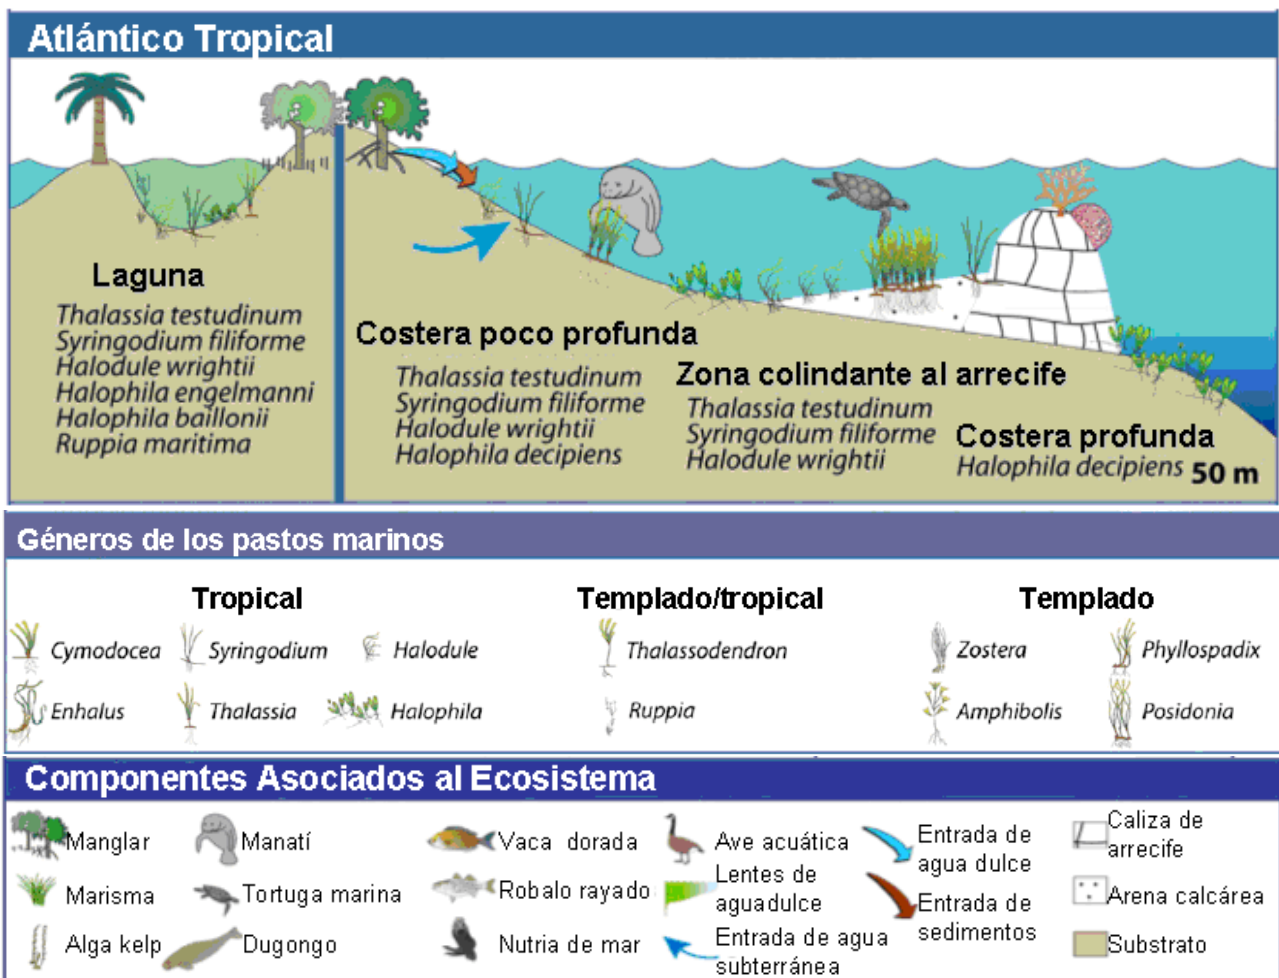 Atlántico Tropical
Laguna
Thalassia testudinum
Syringodium filiforme
Halodule wrightii
Halophila engelmanni
Halophila baillonii
Ruppia maritima
Costera poco profunda
Thalassia testudinum
Syringodium filiforme
Halodule wrightii
Halophila decipiens
Zona colindante al arrecife
Thalassia testudinum
Syringodium filiforme
Halodule wrightii
Costera profunda
Halophila decipiens 50 m
Géneros de los pastos marinos
Tropical
Cymodocea Syringodium Halodule
Enhalus Thalassia Halophila
Templado/tropical
Thalassodendron
Ruppia
Templado
Zostera Phyllospadix
Amphibolis Posidonia
Componentes Asociados al Ecosistema
Manglar
Marisma
Alga kelp
Manatí
Tortuga marina
Dugongo
Vaca dorada
Robalo rayado
Nutria de mar
Ave acuática
Lentes de
aguadulce
Entrada de agua
subterránea
Entrada de
agua dulce
Entrada de
sedimentos
Caliza de
arrecife
Arena calcárea
Substrato